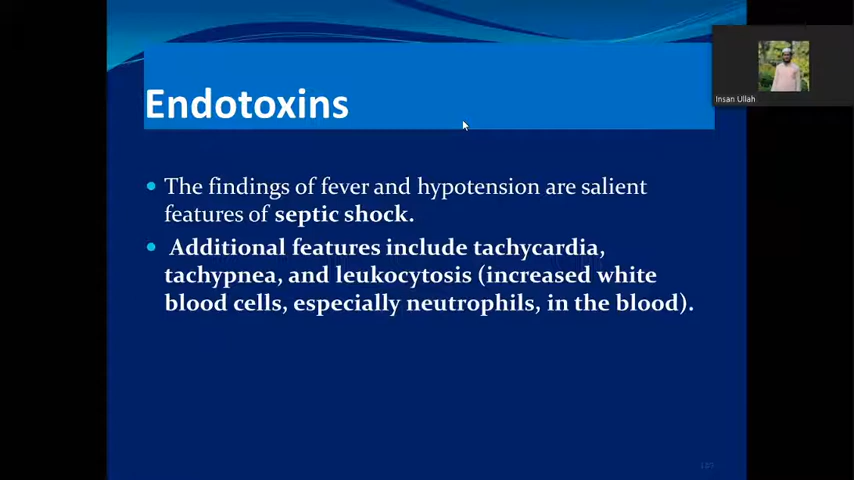 Endotoxins
Insan Ullah
The findings of fever and hypotension are salient
features of septic shock.
Additional features include tachycardia,
tachypnea, and leukocytosis (increased white
blood cells, especially neutrophils, in the blood).